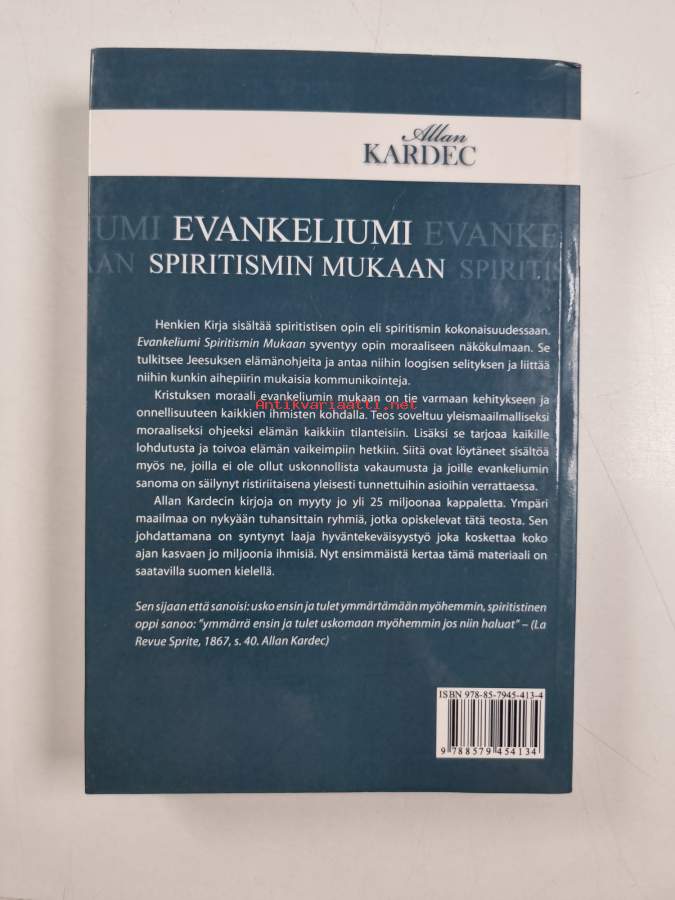 Allan
KARDEC
UMI EVANKELIUMI EVANKE
AN SPIRITISMIN MUKAAN SPIRITIS
Henkien Kirja sisältää spiritistisen opin eli spiritismin kokonaisuudessaan.
Evankeliumi Spiritismin Mukaan syventyy opin moraaliseen näkökulmaan. Se
tulkitsee Jeesuksen elämänohjeita ja antaa niihin loogisen selityksen ja liittää
niihin kunkin aihepiirin mukaisia kommunikointeja.
Kristuksen moraali evankeliumin mukaan on tie varmaan kehitykseen ja
Antikvariaatti.net
onnellisuuteen kaikkien ihmisten kohdalla. Teos soveltuu yleismaailmalliseksi
moraaliseksi ohjeeksi elämän kaikkiin tilanteisiin. Lisäksi se tarjoaa kaikille
lohdutusta ja toivoa elämän vaikeimpiin hetkiin. Siitä ovat löytäneet sisältöä
myös ne, joilla ei ole ollut uskonnollista vakaumusta ja joille evankeliumin
sanoma on säilynyt ristiriitaisena yleisesti tunnettuihin asioihin verrattaessa.
Allan Kardecin kirjoja on myyty jo yli 25 miljoonaa kappaletta. Ympäri
maailmaa on nykyään tuhansittain ryhmiä, jotka opiskelevat tätä teosta. Sen
johdattamana on syntynyt laaja hyväntekeväisyystyö joka koskettaa koko
ajan kasvaen jo miljoonia ihmisiä. Nyt ensimmäistä kertaa tämä materiaali on
saatavilla suomen kielellä.
Sen sijaan että sanoisi: usko ensin ja tulet ymmärtämään myöhemmin, spiritistinen
oppi sanoo: "ymmärrä ensin ja tulet uskomaan myöhemmin jos niin haluat" – (La
Revue Sprite, 1867, s. 40. Allan Kardec)
ISBN 978-85-7945-413-4
9 788579 454134